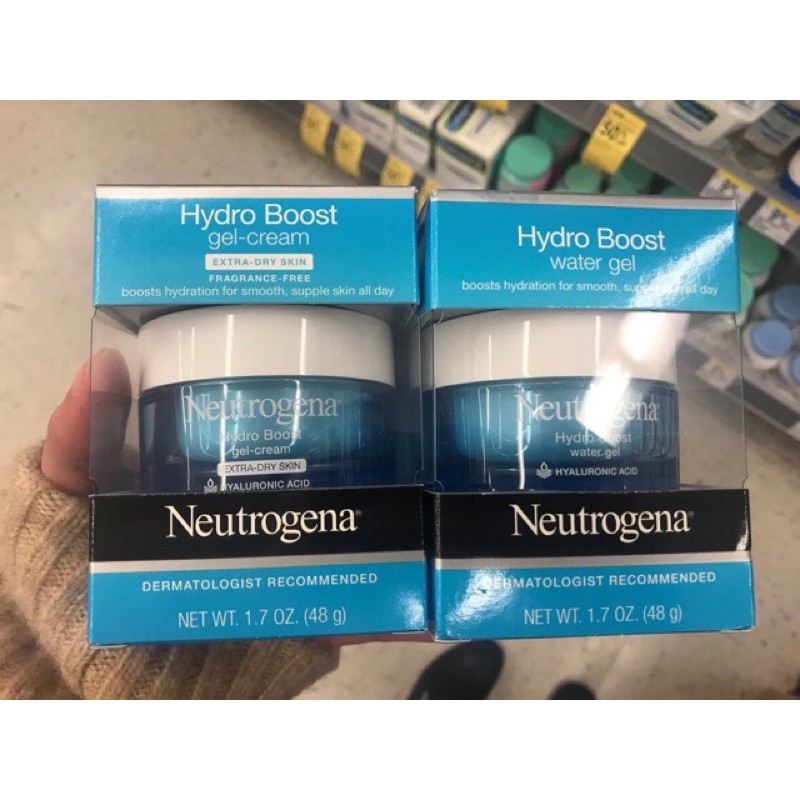 Hydro Boost
gel-cream
EXTRA-DRY SKIN
FRAGRANCE-FREE
boosts hydration for smooth, supple skin all day
Neutrogena
Hydro Boost
gel-cream
EXTRA-DRY SKIN
HYALURONIC ACID
Neutrogena®
DERMATOLOGIST RECOMMENDED
NET WT. 1.7 OZ. (48 g)
Hydro Boost
water gel
boosts hydration for smooth, supple skin all day
Neutrogena
Hydro Boost
water gel
HYALURONIC ACID
Neutrogena®
DERMATOLOGIST RECOMMENDED
NET WT. 1.7 OZ. (48 g)